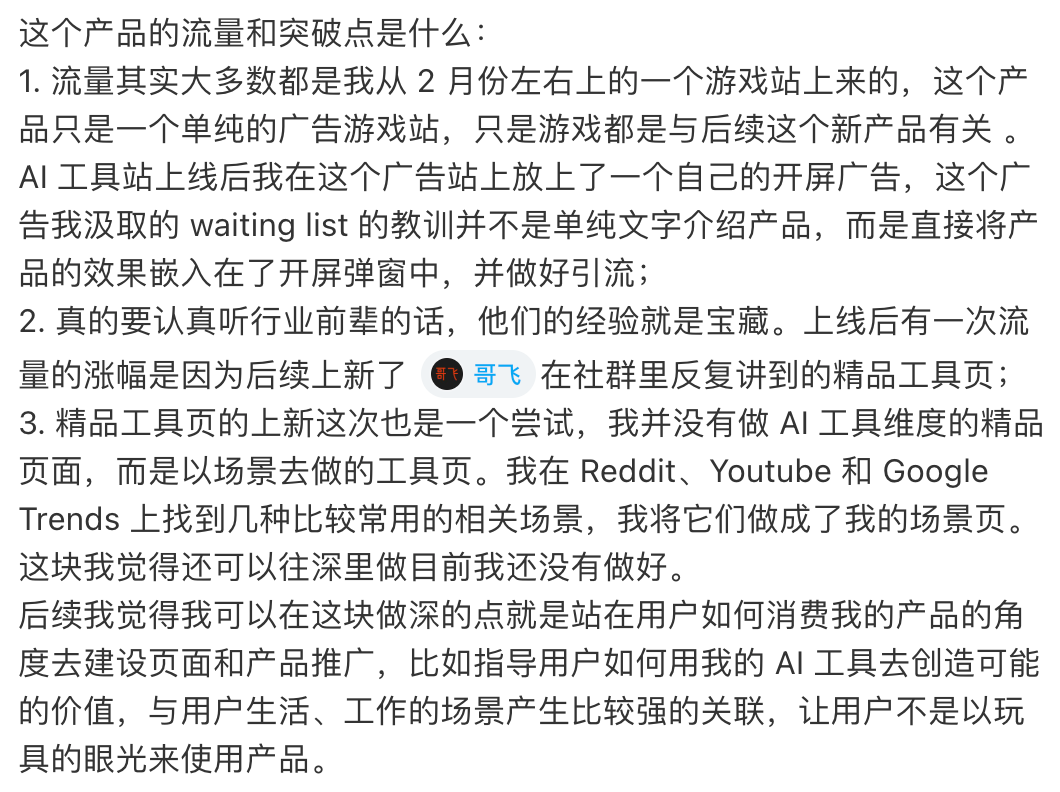 这个产品的流量和突破点是什么：
1. 流量其实大多数都是我从 2 月份左右上的一个游戏站上来的，这个产
品只是一个单纯的广告游戏站，只是游戏都是与后续这个新产品有关 。
AI 工具站上线后我在这个广告站上放上了一个自己的开屏广告，这个广
告我汲取的 waiting list 的教训并不是单纯文字介绍产品，而是直接将产
品的效果嵌入在了开屏弹窗中，并做好引流；
2. 真的要认真听行业前辈的话，他们的经验就是宝藏。上线后有一次流
量的涨幅是因为后续上新了 哥飞 哥飞 在社群里反复讲到的精品工具页；
3. 精品工具页的上新这次也是一个尝试，我并没有做 AI 工具维度的精品
页面，而是以场景去做的工具页。我在 Reddit、Youtube 和 Google
Trends 上找到几种比较常用的相关场景，我将它们做成了我的场景页。
这块我觉得还可以往深里做目前我还没有做好。
后续我觉得我可以在这块做深的点就是站在用户如何消费我的产品的角
度去建设页面和产品推广，比如指导用户如何用我的 AI 工具去创造可能
的价值，与用户生活、工作的场景产生比较强的关联，让用户不是以玩
具的眼光来使用产品。